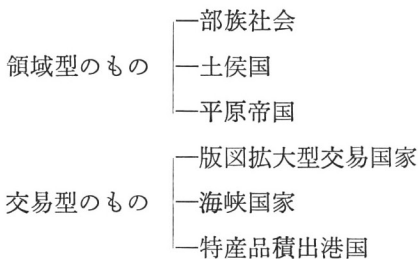 部族社会
領域型のもの 土侯国
平原帝国
版図拡大型交易国家
交易型のもの 海峡国家
特産品積出港国